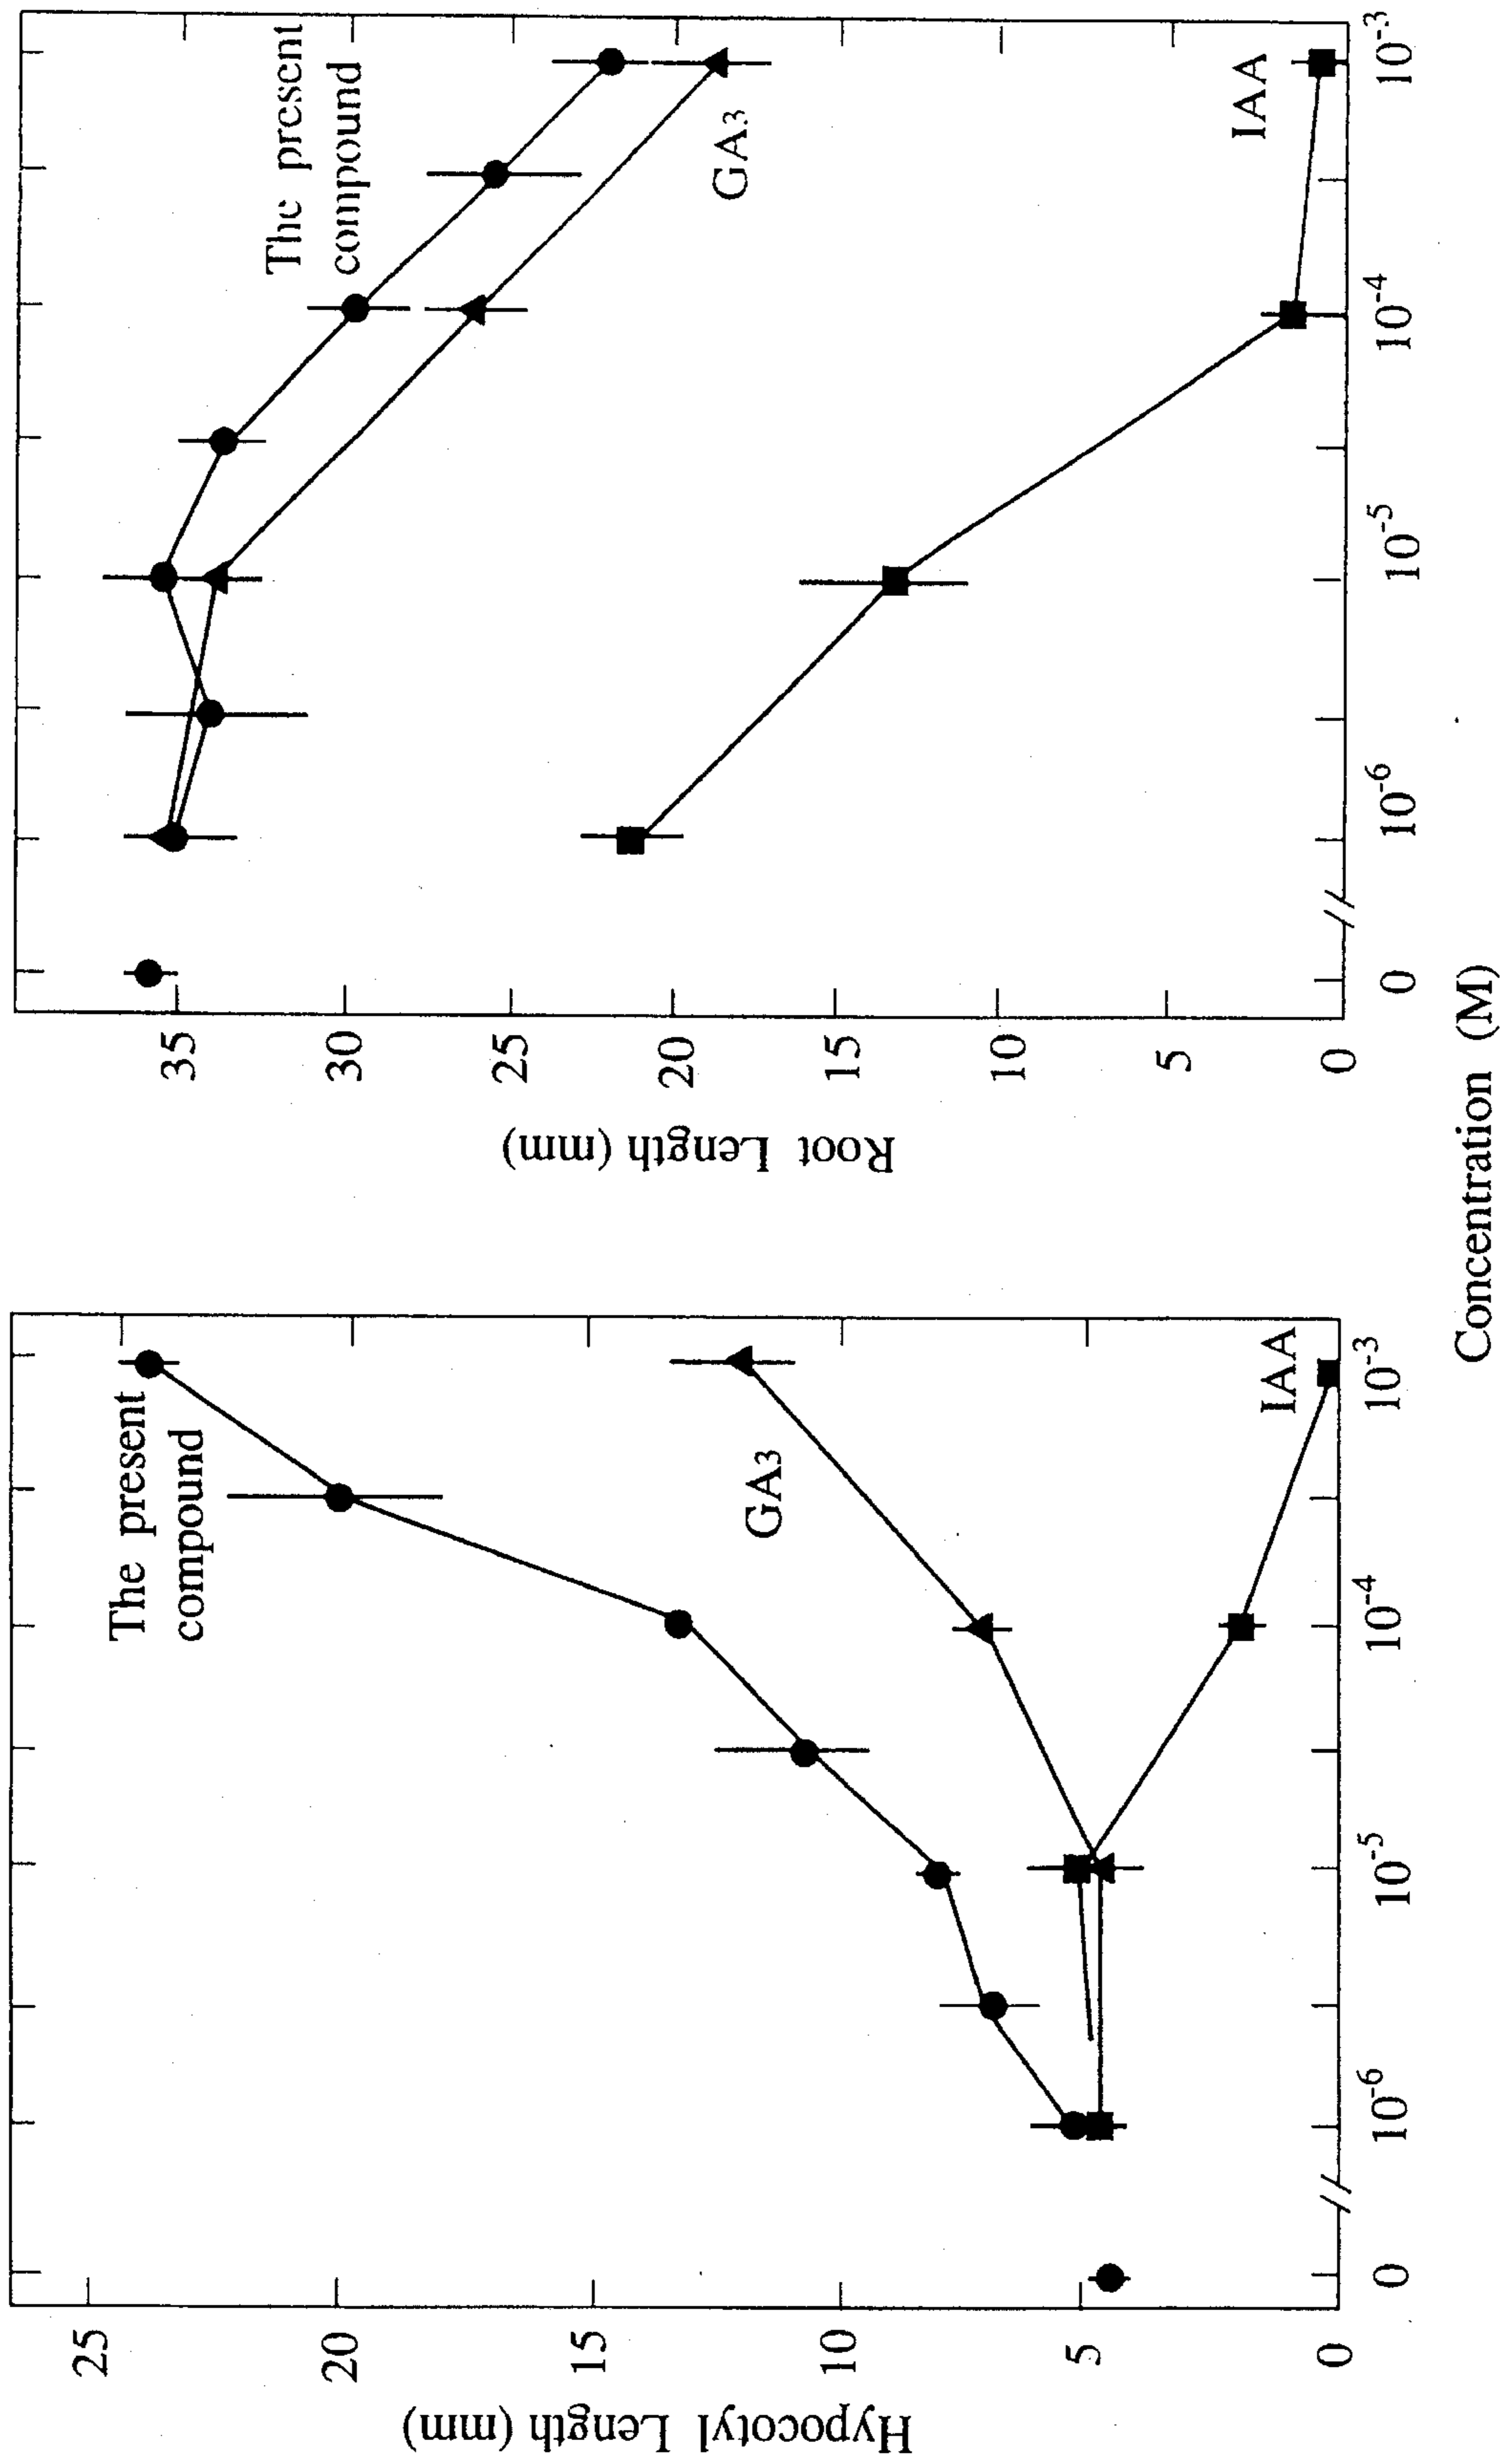 Hypocotyl Length (mm)
25
20
15
10
5
0
The present
compound
GA3
IAA
0
10-6
10-5
10-4
10-3
Root Length (mm)
35
30
25
20
15
10
5
0
The present
compound
GA3
IAA
0
10-6
10-5
10-4
10-3
Concentration (M)